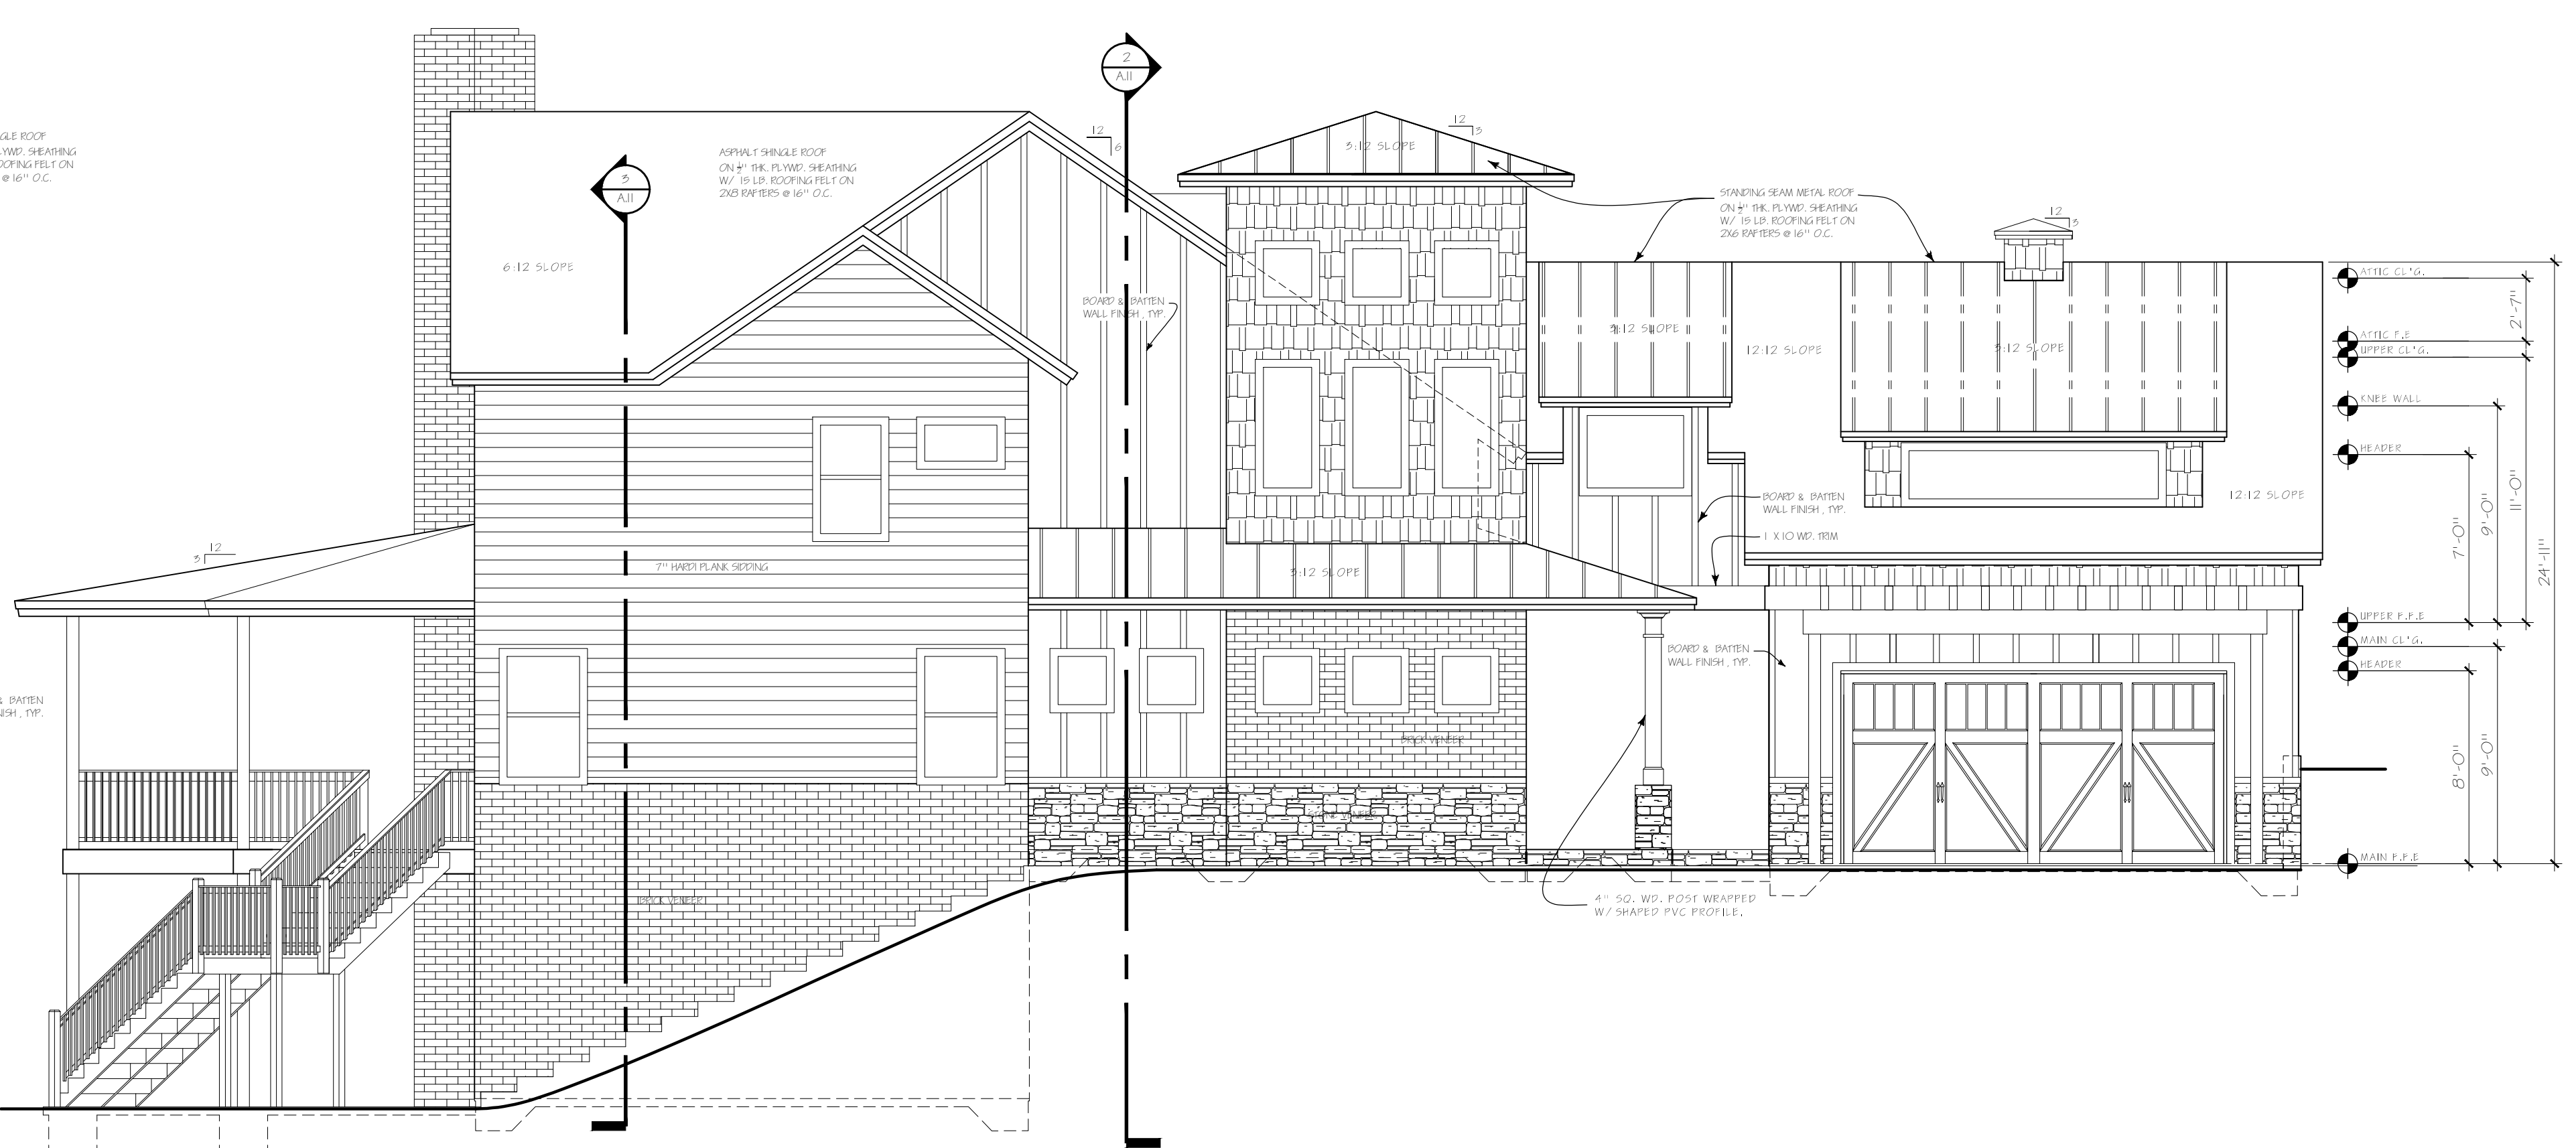 GLE ROOF
LYWD. SHEATHING
OOFING FELT ON
@ 16" O.C.
& BATTEN
NISH , TYP.
3
A.11
2
A.11
ASPHALT SHINGLE ROOF
ON ½" THK. PLYWD. SHEATHING
W/ 15 LB. ROOFING FELT ON
2X8 RAFTERS @ 16" O.C.
6:12 SLOPE
12
6
BOARD & BATTEN
WALL FINISH , TYP.
3:12 SLOPE
12
3
STANDING SEAM METAL ROOF
ON ½" THK. PLYWD. SHEATHING
W/ 15 LB. ROOFING FELT ON
2X6 RAFTERS @ 16" O.C.
12
3
3:12 SLOPE
12:12 SLOPE
3:12 SLOPE
12:12 SLOPE
BOARD & BATTEN
WALL FINISH , TYP.
1 X 10 WD. TRIM
12
3
7" HARDI PLANK SIDDING
3:12 SLOPE
BOARD & BATTEN
WALL FINISH , TYP.
BRICK VENEER
STONE VENEER
BRICK VENEER
4" SQ. WD. POST WRAPPED
W/ SHAPED PVC PROFILE.
ATTIC CL'G.
ATTIC F.E
UPPER CL'G.
KNEE WALL
HEADER
UPPER F.F.E
MAIN CL'G.
HEADER
MAIN F.F.E
2'-7"
7'-0"
9'-0"
11'-0"
24'-11"
8'-0"
9'-0"